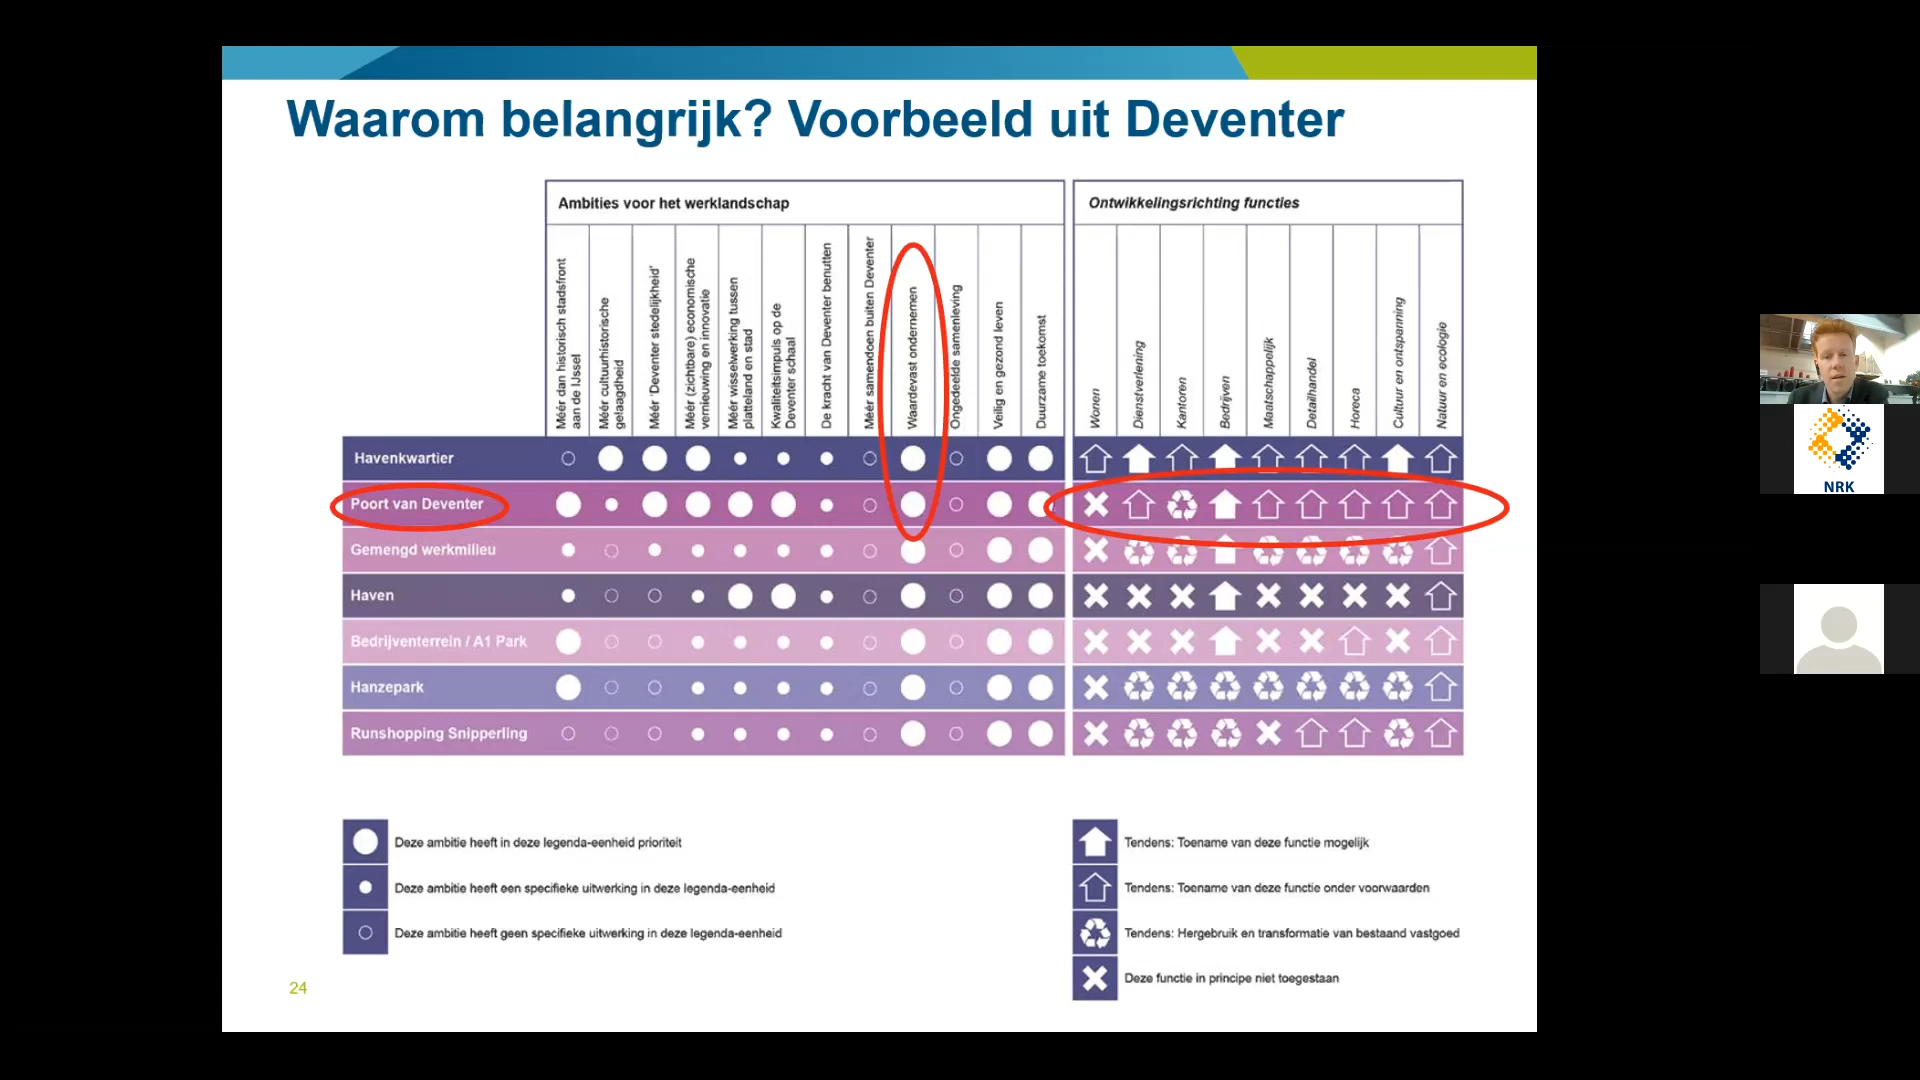 Waarom belangrijk? Voorbeeld uit Deventer
Ambities voor het werklandschap
Ontwikkelingsrichting functies
Méér dan historisch stadsfront
aan de IJssel
Méér cultuurhistorische
gelaagdheid
Méér 'Deventer stedelijkheid'
Méér (zichtbare) economische
vernieuwing en innovatie
Méér wisselwerking tussen
platteland en stad
Kwaliteitsimpuls op de
Deventer schaal
De kracht van Deventer benutten
Méér samendoen buiten Deventer
Waardevast ondernemen
Ongedeelde samenleving
Veilig en gezond leven
Duurzame toekomst
Wonen
Dienstverlening
Kantoren
Bedrijven
Maatschappelijk
Detailhandel
Horeca
Cultuur en ontspanning
Natuur en ecologie
Havenkwartier
Poort van Deventer
Gemengd werkmilieu
Haven
Bedrijventerrein / A1 Park
Hanzepark
Runshopping Snipperling
Deze ambitie heeft in deze legenda-eenheid prioriteit
Deze ambitie heeft een specifieke uitwerking in deze legenda-eenheid
Deze ambitie heeft geen specifieke uitwerking in deze legenda-eenheid
Tendens: Toename van deze functie mogelijk
Tendens: Toename van deze functie onder voorwaarden
Tendens: Hergebruik en transformatie van bestaand vastgoed
Deze functie in principe niet toegestaan
24
NRK